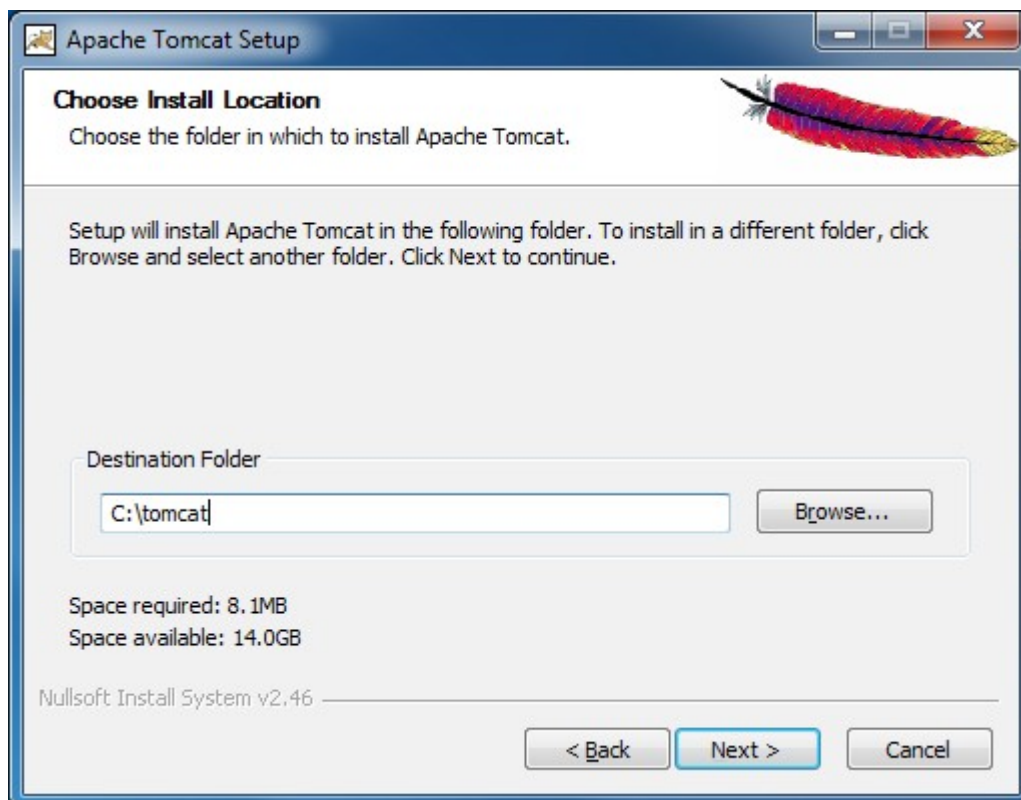 Apache Tomcat Setup
Choose Install Location
Choose the folder in which to install Apache Tomcat.
Setup will install Apache Tomcat in the following folder. To install in a different folder, click
Browse and select another folder. Click Next to continue.
Destination Folder
C:\tomcat
Browse...
Space required: 8.1MB
Space available: 14.0GB
Nullsoft Install System v2.46
< Back Next > Cancel